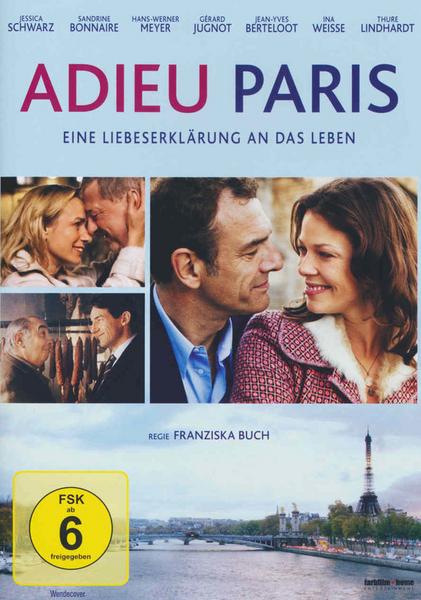 JESSICA SCHWARZ SANDRINE BONNAIRE HANS-WERNER MEYER GÉRARD JUGNOT JEAN-YVES BERTELOOT INA WEISSE THURE LINDHARDT
ADIEU PARIS
EINE LIEBESERKLÄRUNG AN DAS LEBEN
REGIE FRANZISKA BUCH
FSK
ab
6
freigegeben
Wendecover
farbfilm home
ENTERTAINMENT